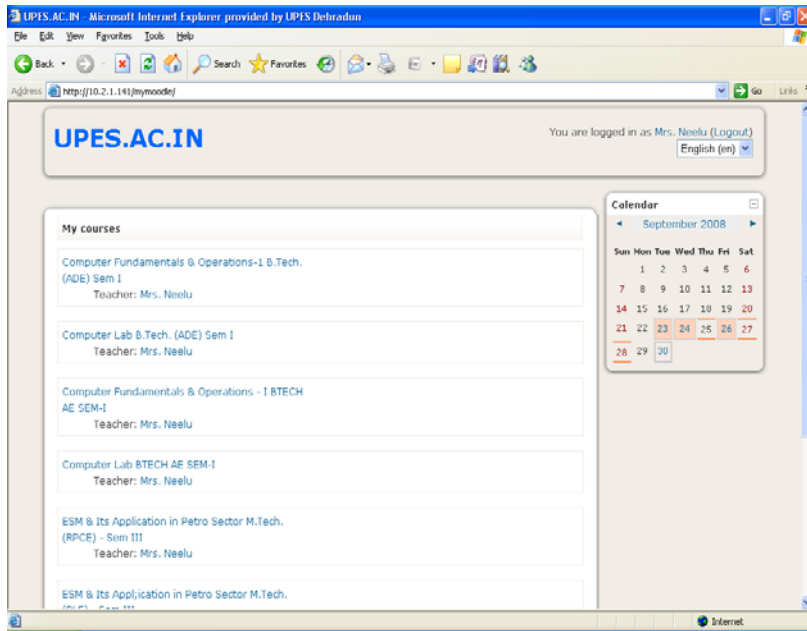 UPES.AC.IN - Microsoft Internet Explorer provided by UPES Dehradun
File Edit View Favorites Tools Help
Back Search Favorites
Address http://10.2.1.141/mymoodle/ Go Links
UPES.AC.IN
You are logged in as Mrs. Neelu (Logout)
English (en)
My courses
Computer Fundamentals & Operations-1 B.Tech.
(ADE) Sem I
Teacher: Mrs. Neelu
Computer Lab B.Tech. (ADE) Sem I
Teacher: Mrs. Neelu
Computer Fundamentals & Operations - I BTECH
AE SEM-I
Teacher: Mrs. Neelu
Computer Lab BTECH AE SEM-I
Teacher: Mrs. Neelu
ESM & Its Application in Petro Sector M.Tech.
(RPCE) - Sem III
Teacher: Mrs. Neelu
ESM & Its Appl;ication in Petro Sector M.Tech.
Calendar
September 2008
Sun Mon Tue Wed Thu Fri Sat
1 2 3 4 5 6
7 8 9 10 11 12 13
14 15 16 17 18 19 20
21 22 23 24 25 26 27
28 29 30
Internet